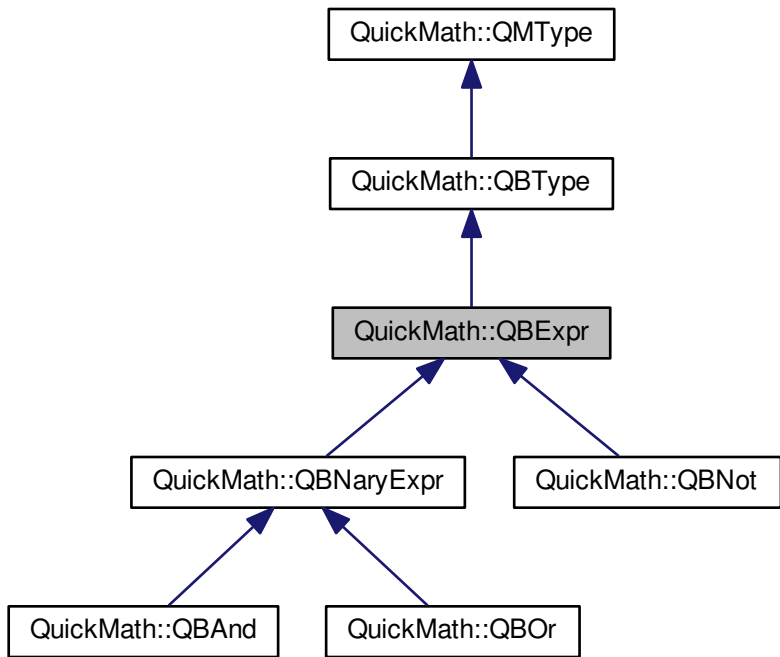 QuickMath::QMType
QuickMath::QBType
QuickMath::QBExpr
QuickMath::QBNaryExpr
QuickMath::QBNot
QuickMath::QBAnd
QuickMath::QBOr